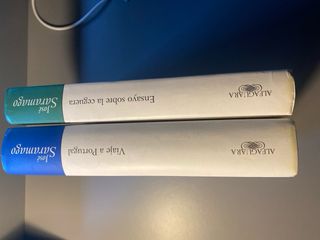 José
Saramago
Ensayo sobre la ceguera
ALFAGUARA
José
Saramago
Viaje a Portugal
ALFAGUARA